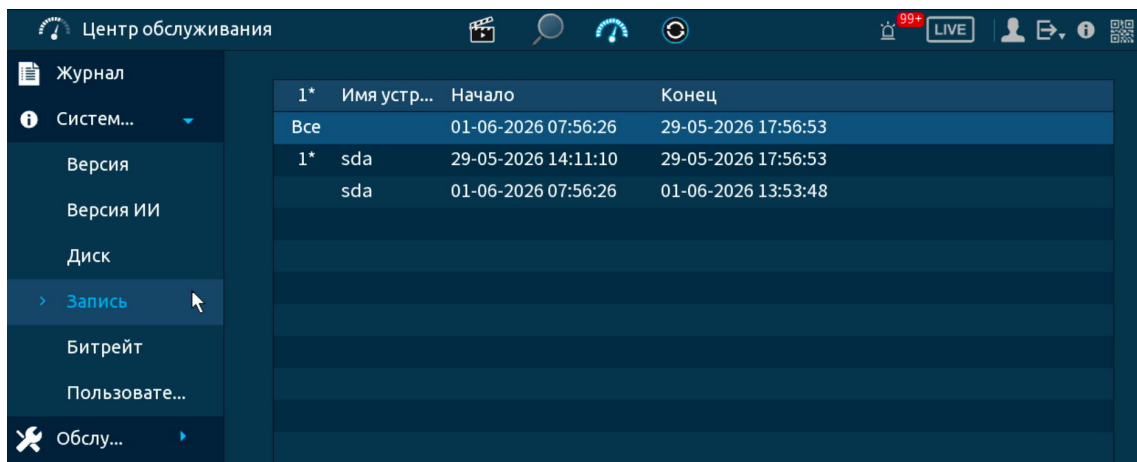 Центр обслуживания 99+ LIVE
Журнал
1* Имя устр... Начало Конец
Систем...
Все 01-06-2026 07:56:26 29-05-2026 17:56:53
Версия
1* sda 29-05-2026 14:11:10 29-05-2026 17:56:53
sda 01-06-2026 07:56:26 01-06-2026 13:53:48
Версия ИИ
Диск
Запись
Битрейт
Пользовате...
Обслу...